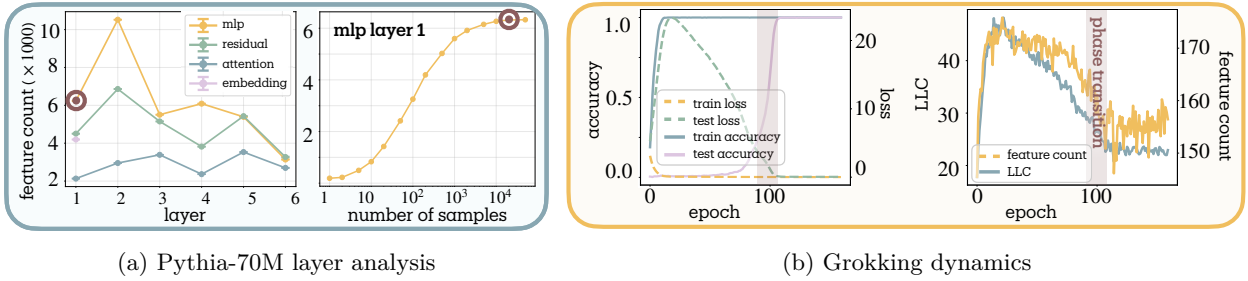 feature count (×1000)
10
8
6
4
2
mlp
residual
attention
embedding
1 2 3 4 5 6
layer
mlp layer 1
6
4
2
1 10 10² 10³ 10⁴
number of samples
accuracy
1.0
0.5
0.0
train loss
test loss
train accuracy
test accuracy
20
10
0
loss
0 100
epoch
LLC
50
40
30
20
phase transition
feature count
LLC
170
160
150
feature count
0 100
epoch
(a) Pythia-70M layer analysis
(b) Grokking dynamics